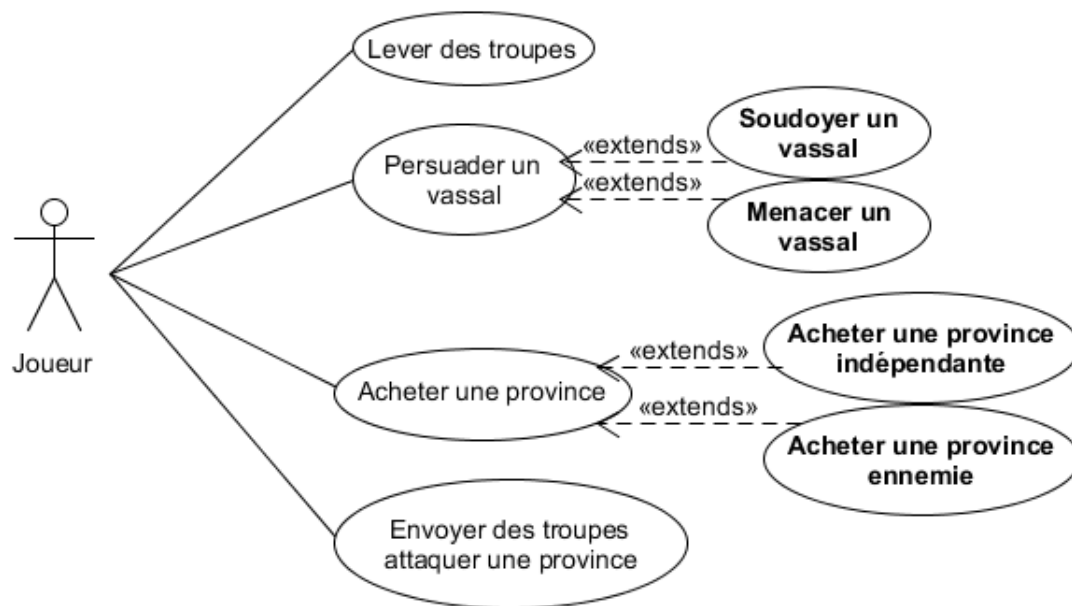 Lever des troupes
Persuader un
vassal
«extends»
«extends»
Soudoyer un
vassal
Menacer un
vassal
Joueur
Acheter une province
«extends»
«extends»
Acheter une province
indépendante
Acheter une province
ennemie
Envoyer des troupes
attaquer une province